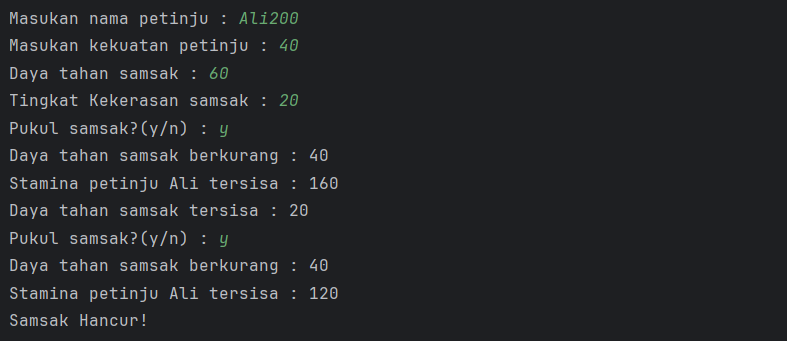 Masukan nama petinju : Ali200
Masukan kekuatan petinju : 40
Daya tahan samsak : 60
Tingkat Kekerasan samsak : 20
Pukul samsak?(y/n) : y
Daya tahan samsak berkurang : 40
Stamina petinju Ali tersisa : 160
Daya tahan samsak tersisa : 20
Pukul samsak?(y/n) : y
Daya tahan samsak berkurang : 40
Stamina petinju Ali tersisa : 120
Samsak Hancur!